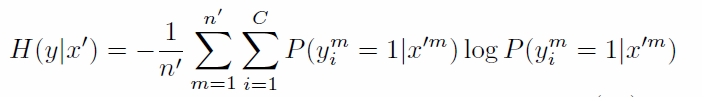 H(y|x') = -\frac{1}{n'} \sum_{m=1}^{n'} \sum_{i=1}^{C} P(y_i^m = 1|x'^m) \log P(y_i^m = 1|x'^m)